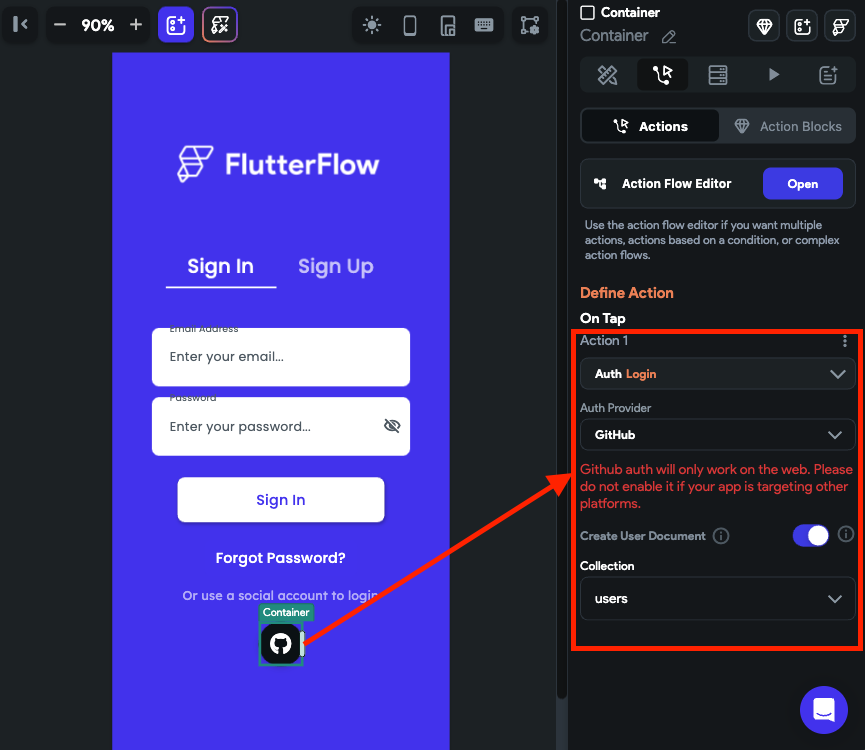 90%
Container
Container
Actions
Action Blocks
Action Flow Editor
Open
Use the action flow editor if you want multiple
actions, actions based on a condition, or complex
action flows.
Define Action
On Tap
Action 1
Auth Login
Auth Provider
GitHub
Github auth will only work on the web. Please
do not enable it if your app is targeting other
platforms.
Create User Document
Collection
users
FlutterFlow
Sign In
Sign Up
Email Address
Enter your email...
Password
Enter your password...
Sign In
Forgot Password?
Or use a social account to login
Container